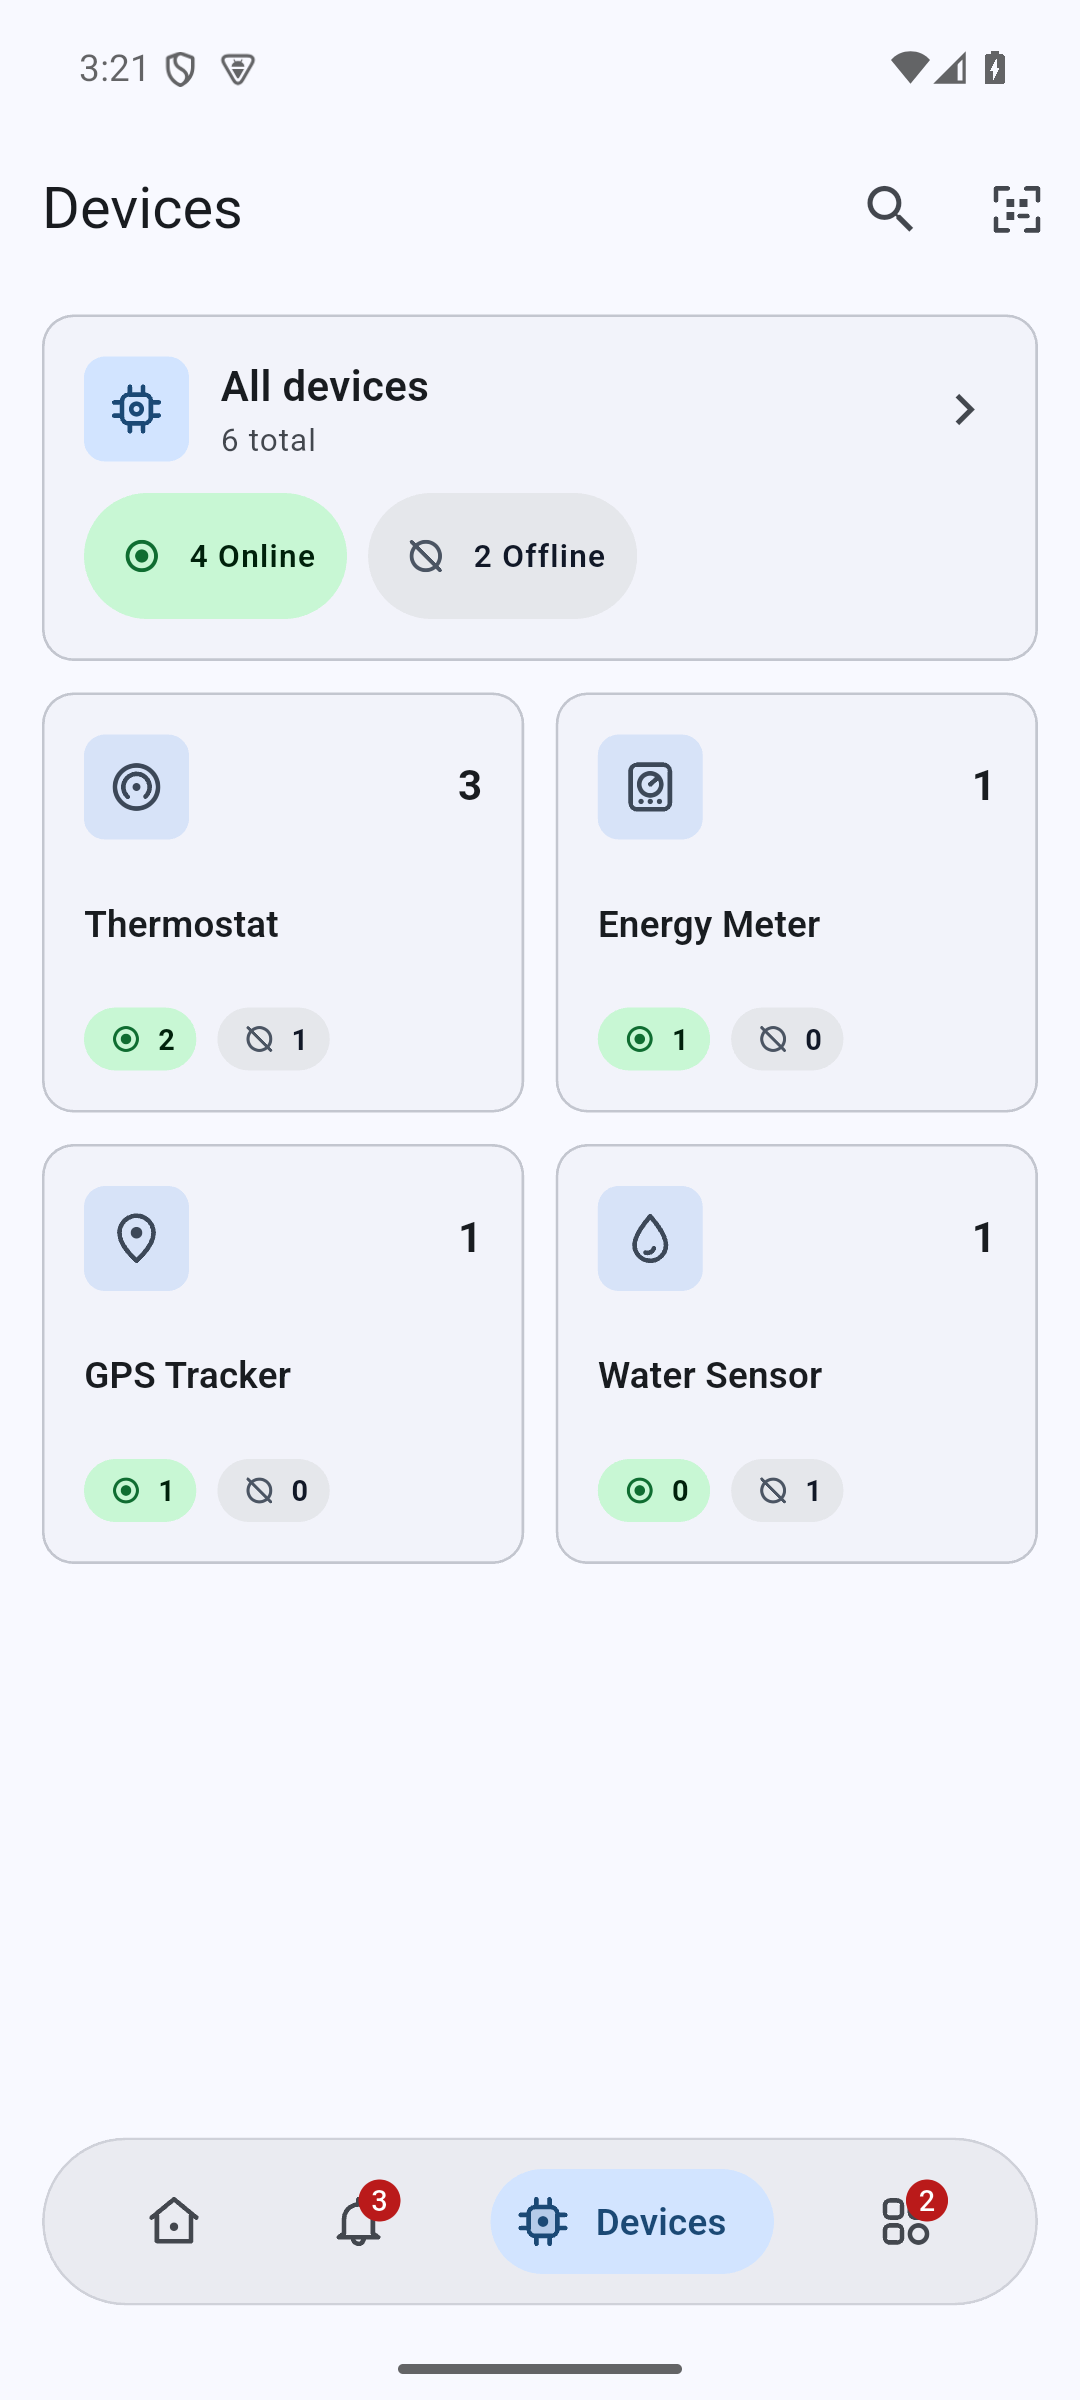 3:21
Devices
All devices
6 total
4 Online
2 Offline
3
1
Thermostat
Energy Meter
2
1
1
0
1
1
GPS Tracker
Water Sensor
1
0
0
1
3
Devices
2